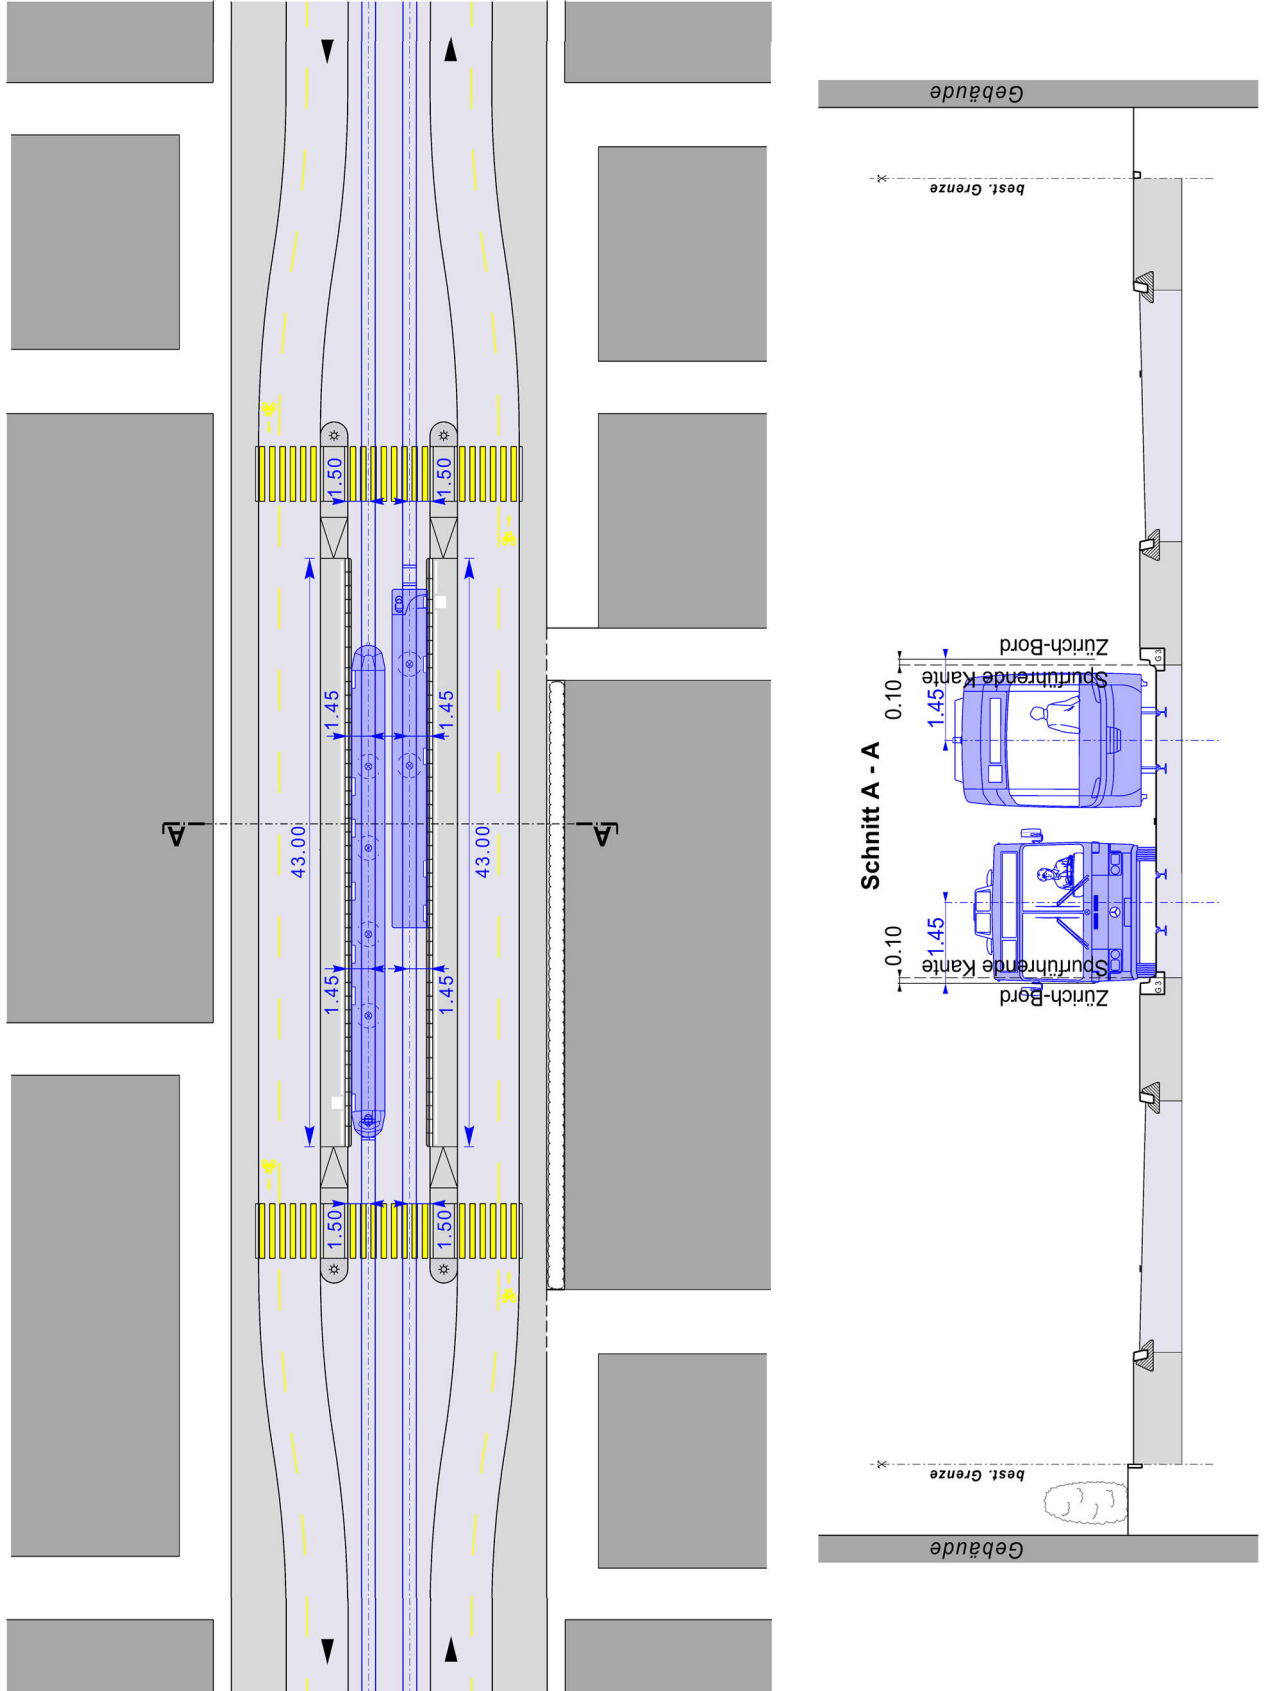 1.50
1.50
1.45
1.45
A
A
43.00
43.00
1.45
1.45
1.50
1.50
Gebäude
best. Grenze
Zürich-Bord
Spurführende Kante
0.10
1.45
G3
Schnitt A - A
0.10
1.45
Spurführende Kante
Zürich-Bord
G3
best. Grenze
Gebäude